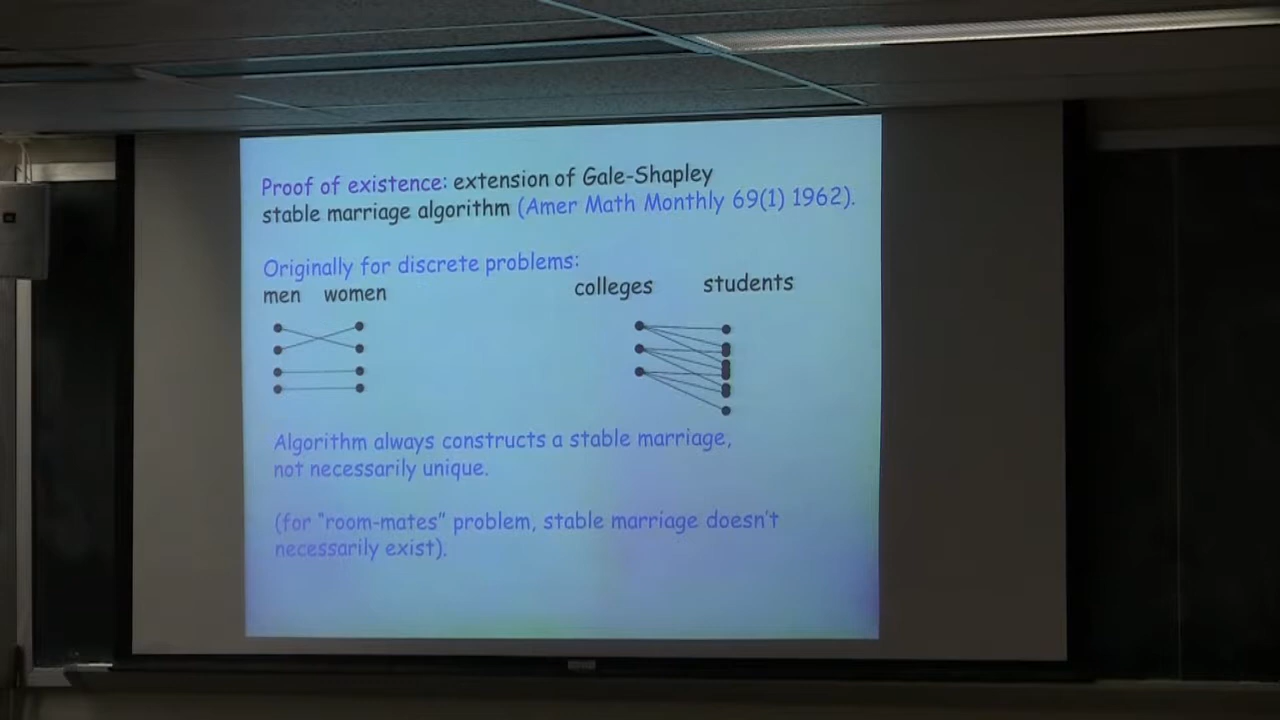 Proof of existence: extension of Gale-Shapley
stable marriage algorithm (Amer Math Monthly 69(1) 1962).
Originally for discrete problems:
men women
colleges students
Algorithm always constructs a stable marriage,
not necessarily unique.
(for "room-mates" problem, stable marriage doesn't
necessarily exist).